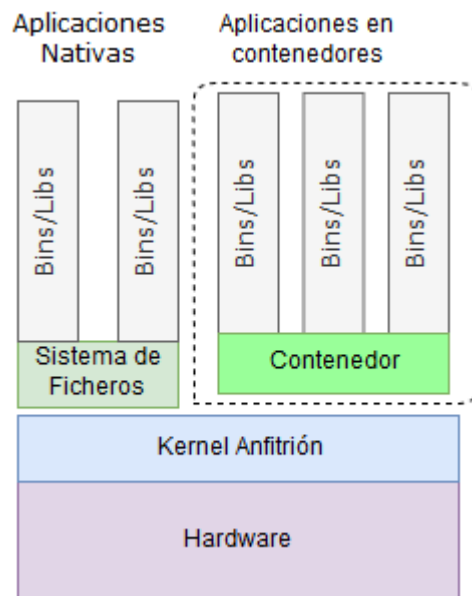 Aplicaciones
Nativas
Aplicaciones en
contenedores
Bins/Libs
Bins/Libs
Bins/Libs
Bins/Libs
Bins/Libs
Sistema de
Ficheros
Contenedor
Kernel Anfitrión
Hardware